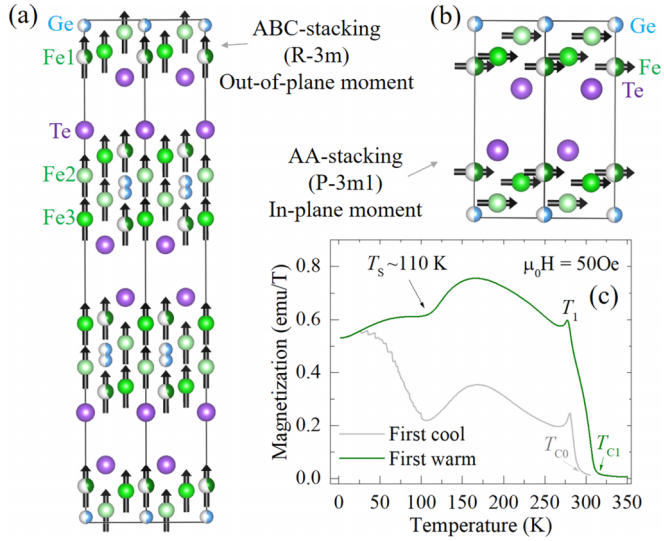 (a)
Ge
Fe1
ABC-stacking
(R-3m)
Out-of-plane moment
Te
Fe2
Fe3
AA-stacking
(P-3m1)
In-plane moment
(b)
Ge
Fe
Te
0.8
0.6
0.4
0.2
0.0
Magnetization (emu/T)
T_S ~110 K
μ₀H = 50Oe
(c)
T₁
First cool
First warm
T_C0
T_C1
0 50 100 150 200 250 300 350
Temperature (K)